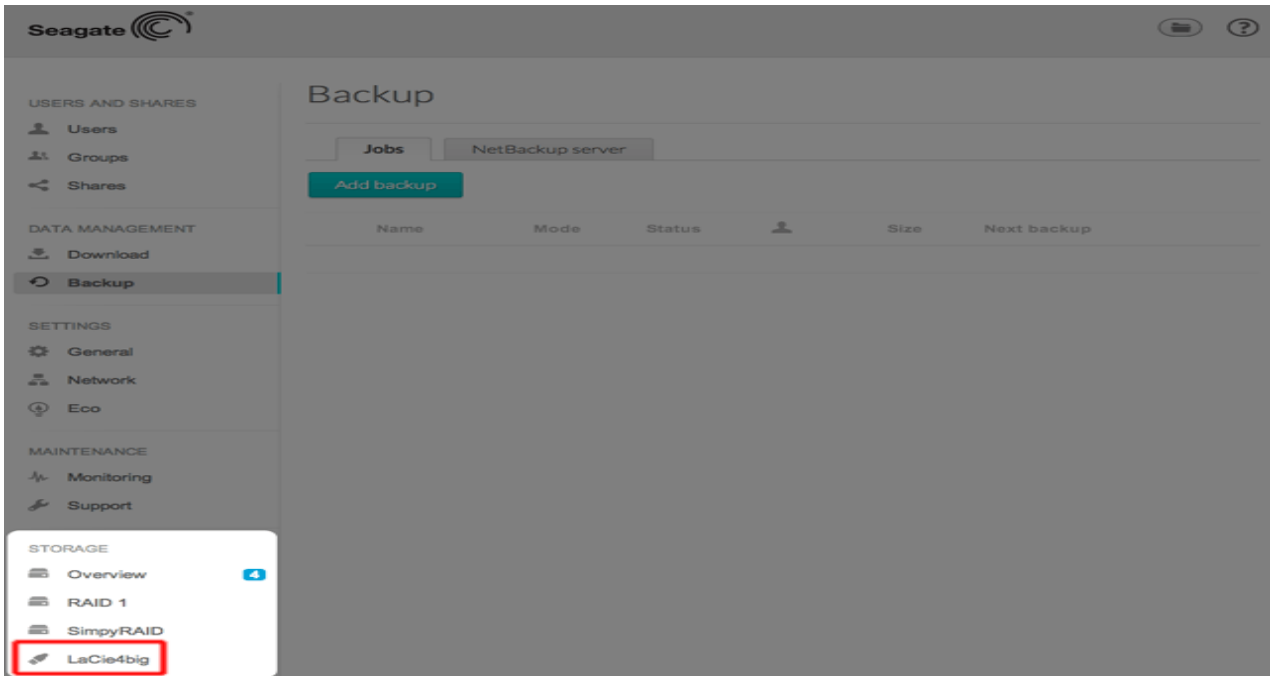 Seagate
USERS AND SHARES
Users
Groups
Shares
DATA MANAGEMENT
Download
Backup
SETTINGS
General
Network
Eco
MAINTENANCE
Monitoring
Support
STORAGE
Overview 4
RAID 1
SimpyRAID
LaCie4big
?
Backup
Jobs NetBackup server
Add backup
Name Mode Status Size Next backup